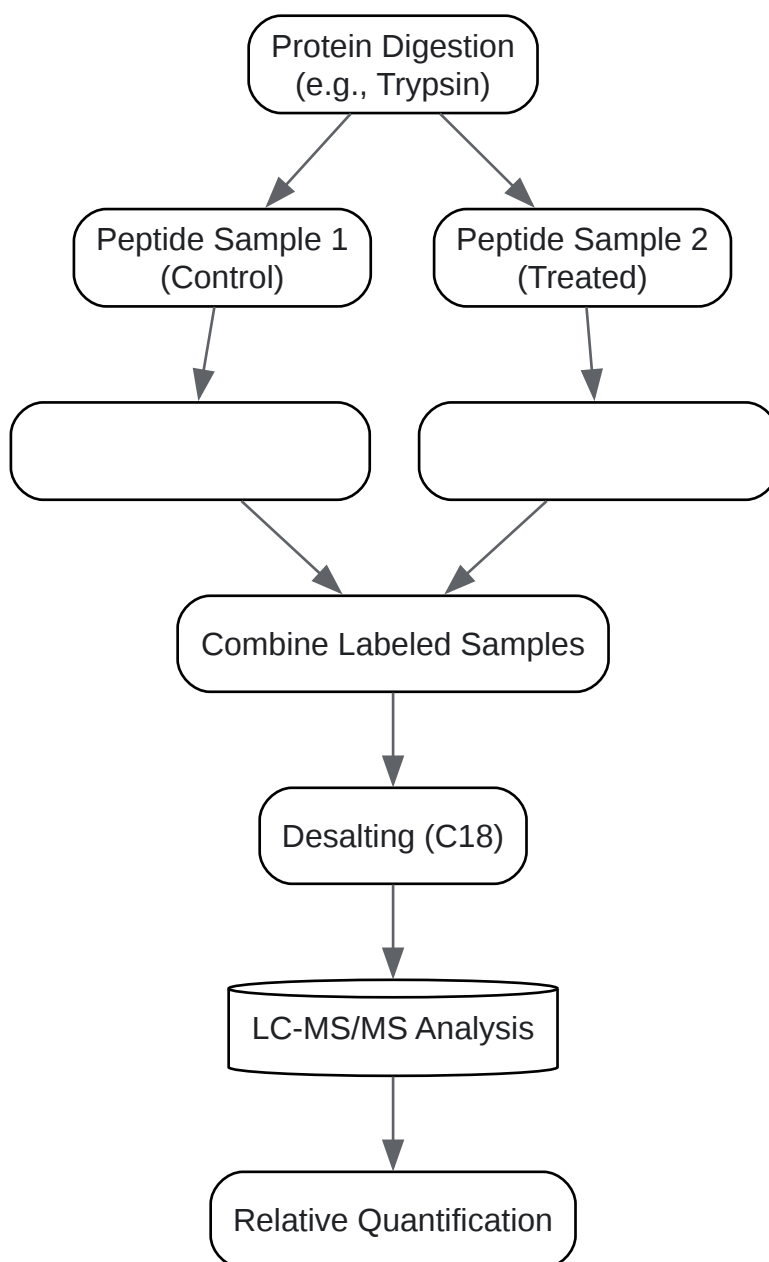 Protein Digestion
(e.g., Trypsin)
Peptide Sample 1
(Control)
Peptide Sample 2
(Treated)
Combine Labeled Samples
Desalting (C18)
LC-MS/MS Analysis
Relative Quantification